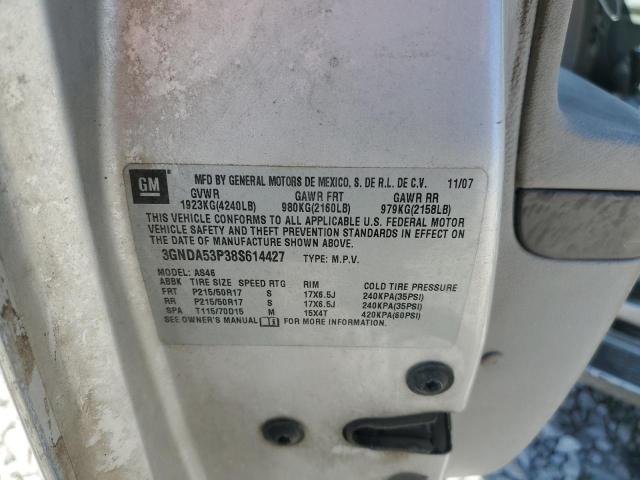 GM
MFD BY GENERAL MOTORS DE MEXICO, S. DE R.L. DE C.V. 11/07
GVWR GAWR FRT GAWR RR
1923KG(4240LB) 980KG(2160LB) 979KG(2158LB)
THIS VEHICLE CONFORMS TO ALL APPLICABLE U.S. FEDERAL MOTOR
VEHICLE SAFETY AND THEFT PREVENTION STANDARDS IN EFFECT ON
THE DATE OF MANUFACTURE SHOWN ABOVE.
3GNDA53P38S614427 TYPE: M.P.V.
MODEL: AS46
ABBK TIRE SIZE SPEED RTG RIM COLD TIRE PRESSURE
FRT P215/50R17 S 17X6.5J 240KPA(35PSI)
RR P215/50R17 S 17X6.5J 240KPA(35PSI)
SPA T115/70D15 M 15X4T 420KPA(60PSI)
SEE OWNER'S MANUAL FOR MORE INFORMATION.